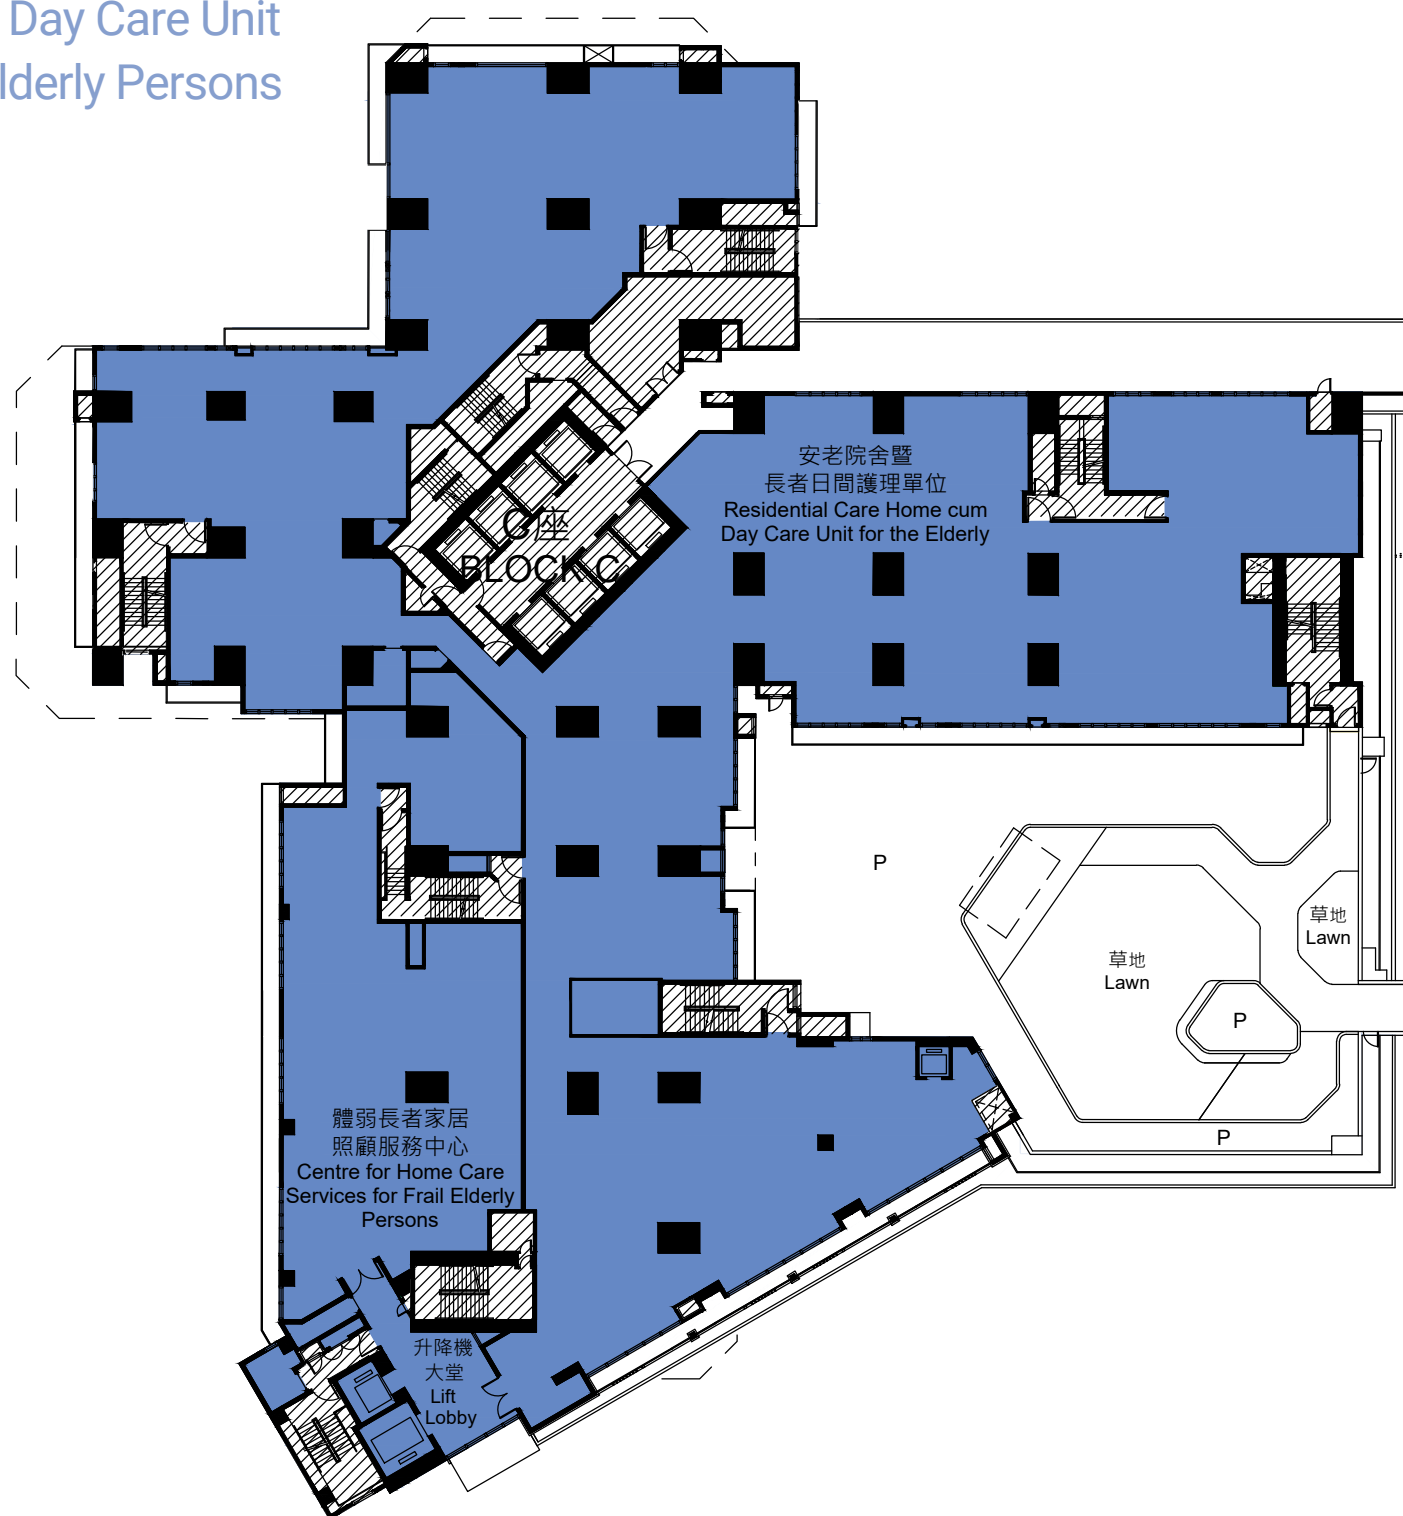 Day Care Unit
lderly Persons
安老院舍暨
長者日間護理單位
Residential Care Home cum
Day Care Unit for the Elderly
C座
BLOCK C
P
草地
Lawn
草地
Lawn
P
P
體弱長者家居
照顧服務中心
Centre for Home Care
Services for Frail Elderly
Persons
升降機
大堂
Lift
Lobby